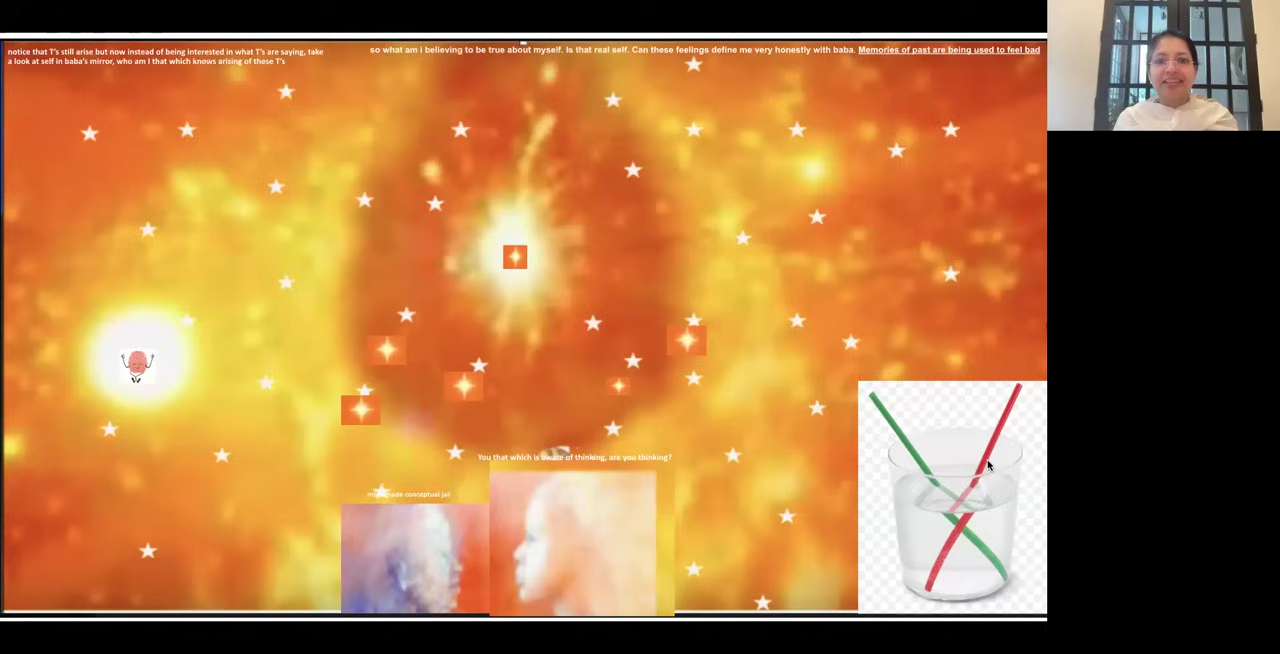 notice that T's still arise but now instead of being interested in what T's are saying, take
a look at self in baba's mirror, who am I that which knows arising of these T's
so what am i believing to be true about myself. Is that real self. Can these feelings define me very honestly with baba. Memories of past are being used to feel bad
You that which is aware of thinking, are you thinking?
made conceptual jail